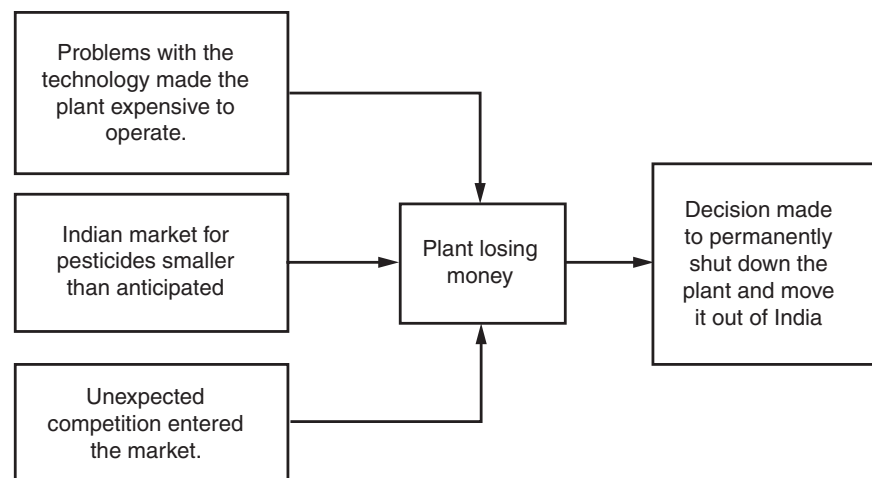 Problems with the
technology made the
plant expensive to
operate.
Indian market for
pesticides smaller
than anticipated
Unexpected
competition entered
the market.
Plant losing
money
Decision made
to permanently
shut down the
plant and move
it out of India